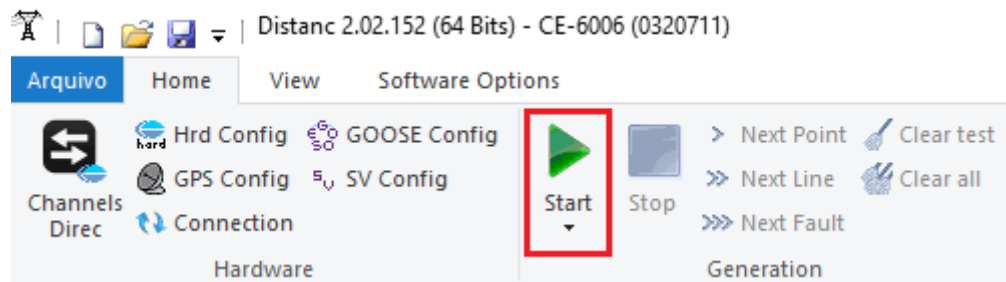 Distanc 2.02.152 (64 Bits) - CE-6006 (0320711)
Arquivo Home View Software Options
Channels
Direc
hard Hrd Config
GPS Config
Connection
GOOSE Config
SV Config
Hardware
Start
Stop
Next Point
Next Line
Next Fault
Clear test
Clear all
Generation